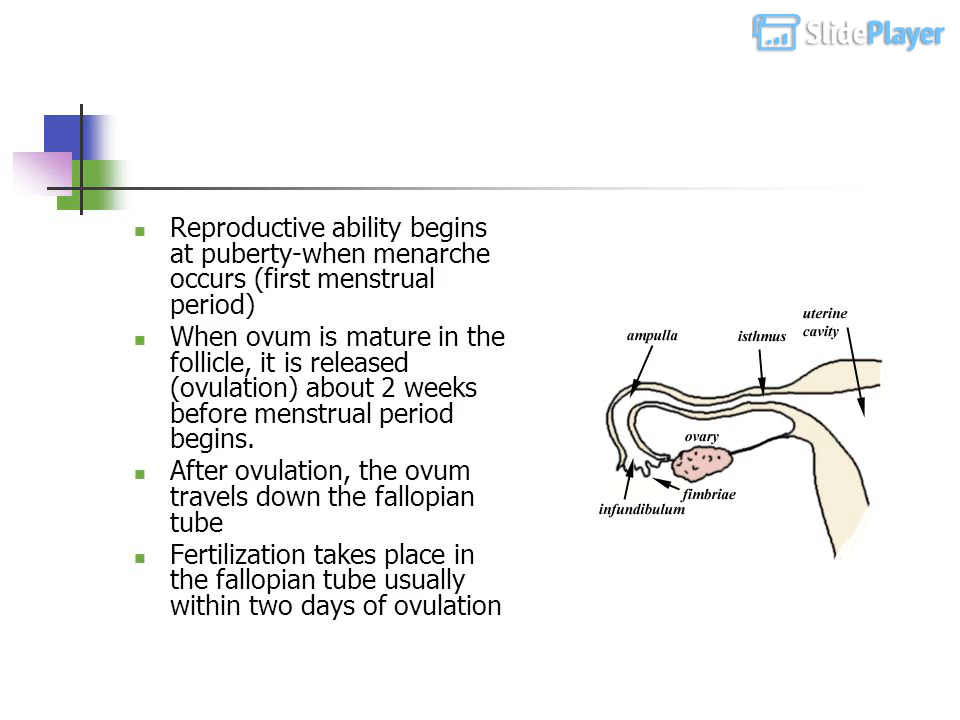 SlidePlayer
Reproductive ability begins
at puberty-when menarche
occurs (first menstrual
period)
When ovum is mature in the
follicle, it is released
(ovulation) about 2 weeks
before menstrual period
begins.
After ovulation, the ovum
travels down the fallopian
tube
Fertilization takes place in
the fallopian tube usually
within two days of ovulation
uterine
cavity
ampulla
isthmus
ovary
fimbriae
infundibulum